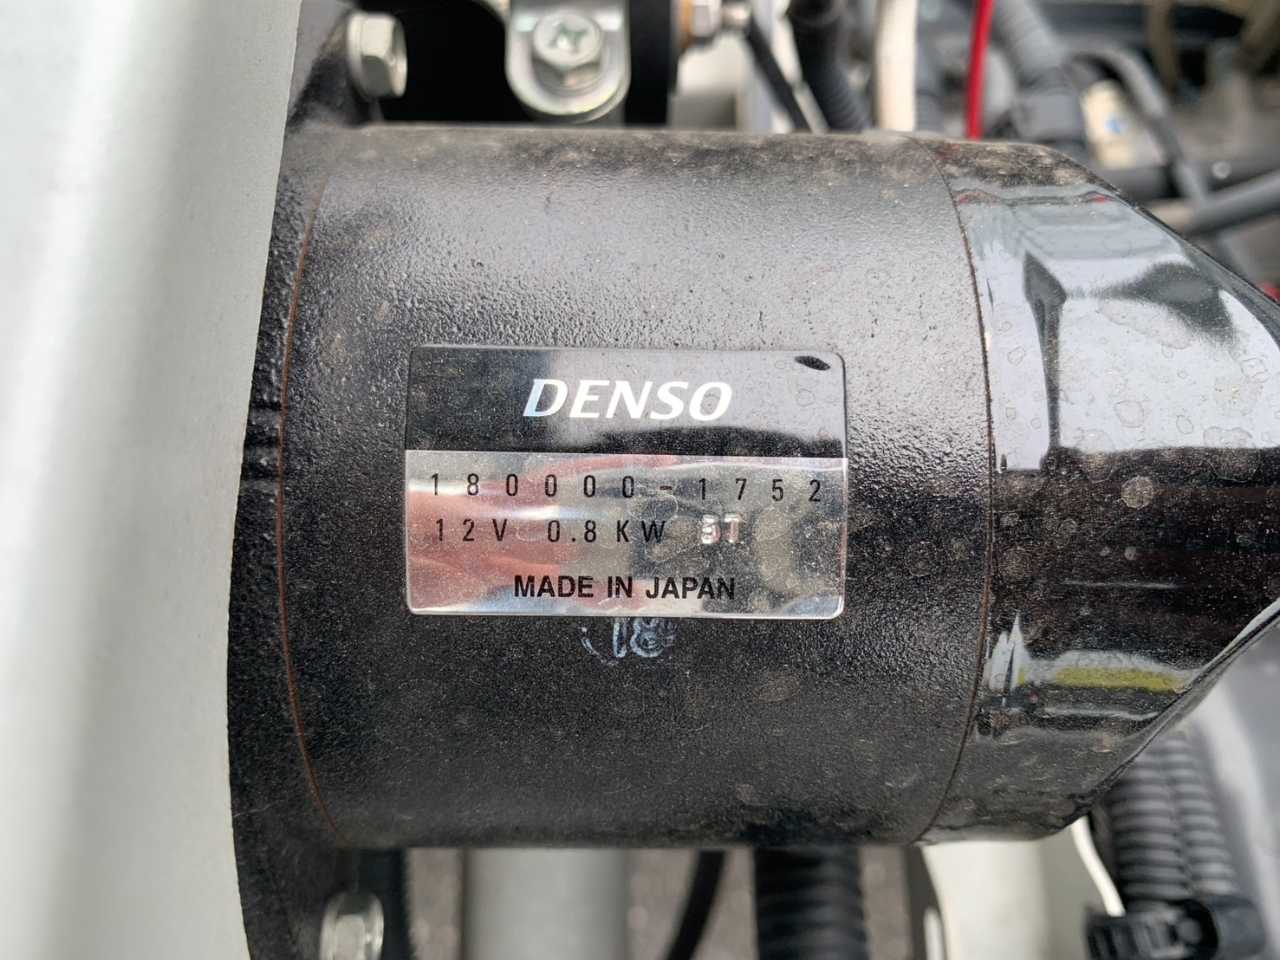 DENSO
180000-1752
12V 0.8KW
MADE IN JAPAN